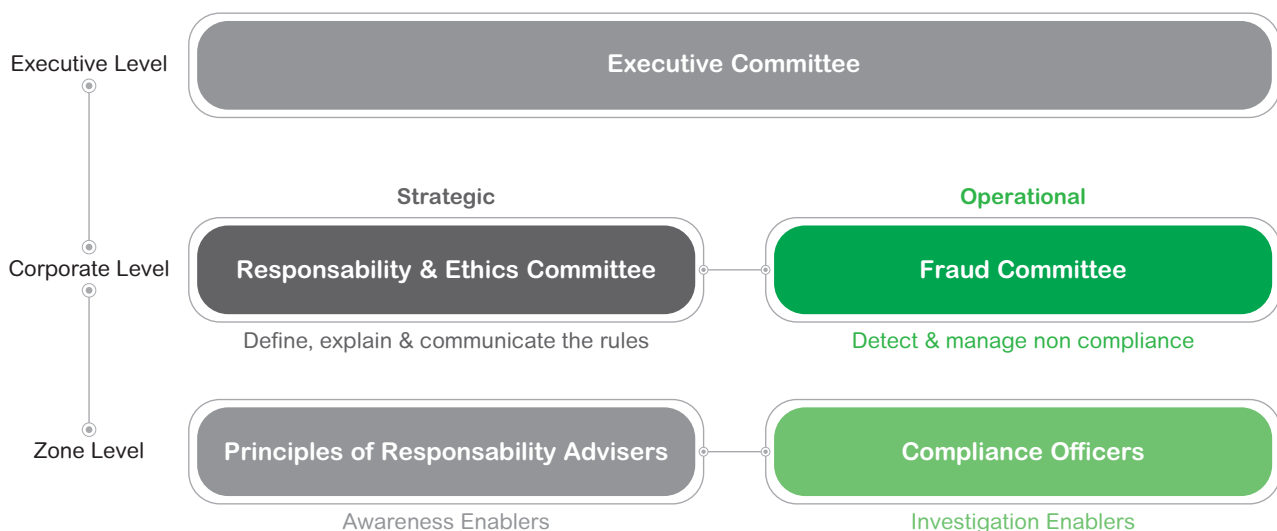 Executive Level
Executive Committee
Strategic
Operational
Corporate Level
Responsability & Ethics Committee
Fraud Committee
Define, explain & communicate the rules
Detect & manage non compliance
Zone Level
Principles of Responsability Advisers
Compliance Officers
Awareness Enablers
Investigation Enablers